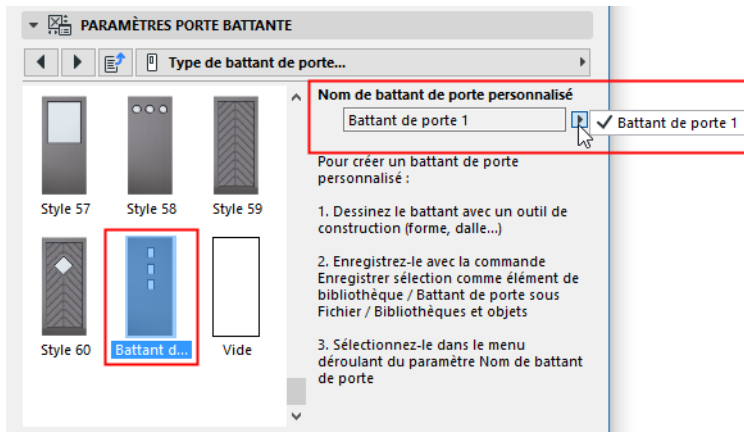 PARAMÈTRES PORTE BATTANTE
Type de battant de porte...
Style 57
Style 58
Style 59
Style 60
Battant d...
Vide
Nom de battant de porte personnalisé
Battant de porte 1
Battant de porte 1
Pour créer un battant de porte
personnalisé :
1. Dessinez le battant avec un outil de
construction (forme, dalle...)
2. Enregistrez-le avec la commande
Enregistrer sélection comme élément de
bibliothèque / Battant de porte sous
Fichier / Bibliothèques et objets
3. Sélectionnez-le dans le menu
déroulant du paramètre Nom de battant
de porte